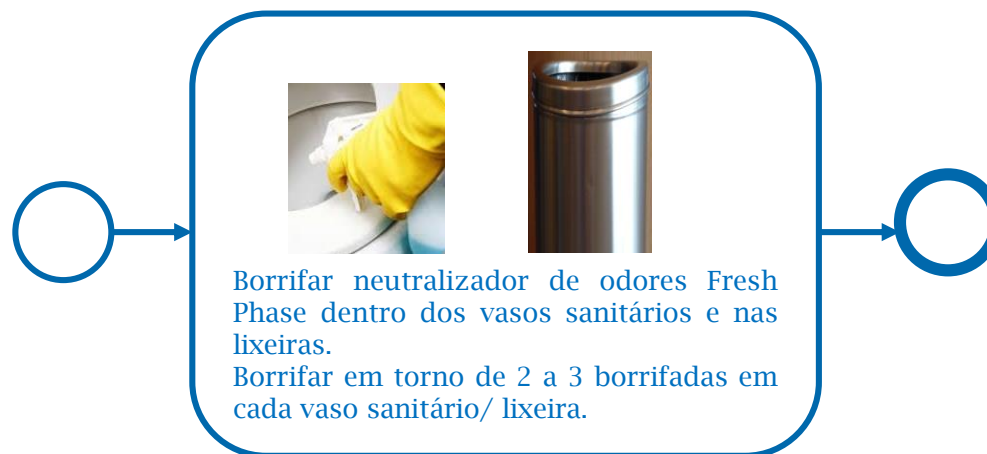 Borrifar neutralizador de odores Fresh
Phase dentro dos vasos sanitários e nas
lixeiras.
Borrifar em torno de 2 a 3 borrifadas em
cada vaso sanitário/ lixeira.